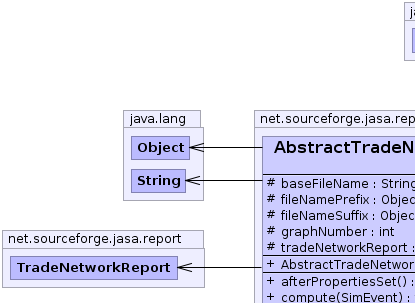 java.lang
net.sourceforge.jasa.rep
Object
AbstractTradeN
String
# baseFileName : String
# fileNamePrefix : Objec
# fileNameSuffix : Objec
# graphNumber : int
# tradeNetworkReport :
net.sourceforge.jasa.report
TradeNetworkReport
+ AbstractTradeNetwor
+ afterPropertiesSet() :
+ compute(SimEvent) :